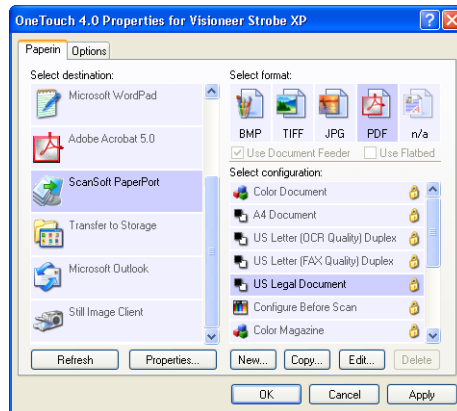 OneTouch 4.0 Properties for Visioneer Strobe XP
Paperin
Options
Select destination:
Microsoft WordPad
Adobe Acrobat 5.0
ScanSoft PaperPort
Transfer to Storage
Microsoft Outlook
Still Image Client
Refresh
Properties...
Select format:
BMP TIFF JPG PDF n/a
Use Document Feeder Use Flatbed
Select configuration:
Color Document
A4 Document
US Letter (OCR Quality) Duplex
US Letter (FAX Quality) Duplex
US Legal Document
Configure Before Scan
Color Magazine
New... Copy... Edit... Delete
OK Cancel Apply